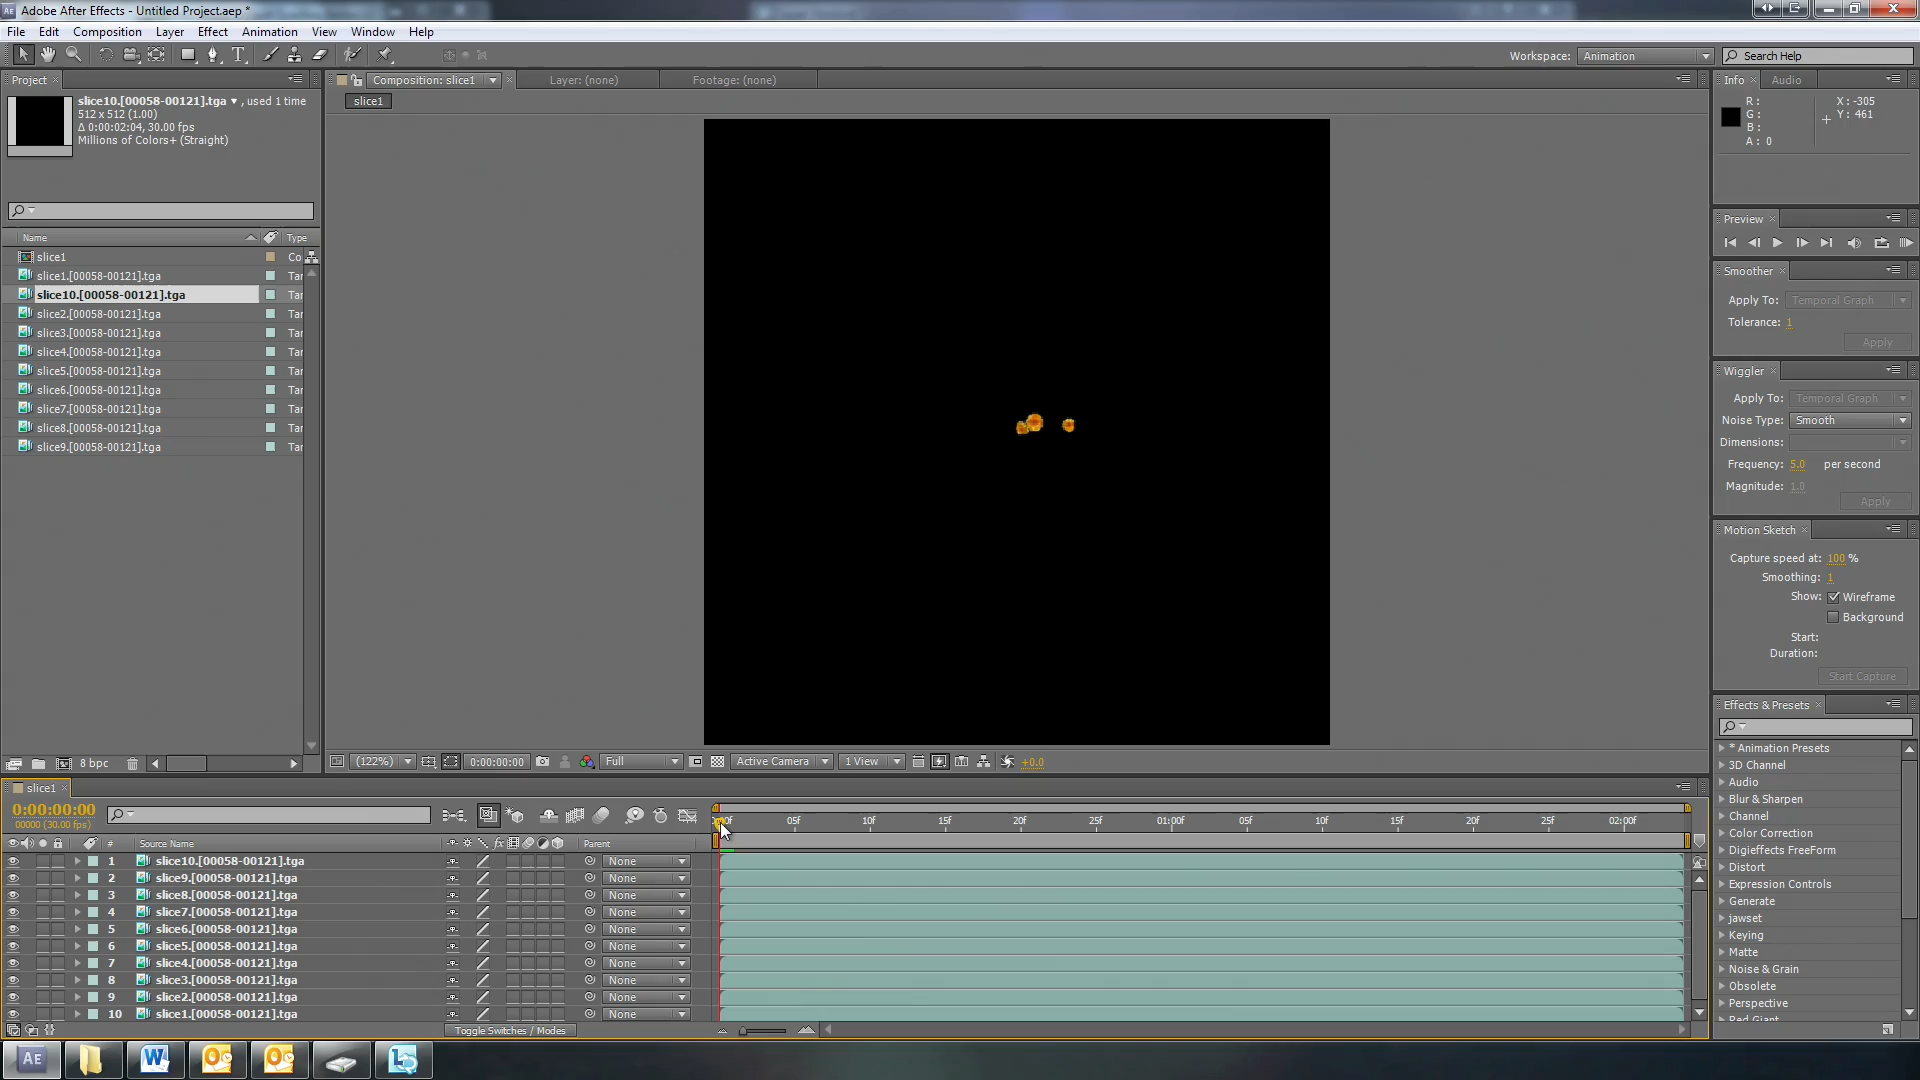 Adobe After Effects - Untitled Project.aep *
File Edit Composition Layer Effect Animation View Window Help
Workspace: Animation Search Help
Project
slice10.[00058-00121].tga , used 1 time
512 x 512 (1.00)
Δ 0:00:02:04, 30.00 fps
Millions of Colors+ (Straight)
Name Type
slice1 Co
slice1.[00058-00121].tga Tar
slice10.[00058-00121].tga Tar
slice2.[00058-00121].tga Tar
slice3.[00058-00121].tga Tar
slice4.[00058-00121].tga Tar
slice5.[00058-00121].tga Tar
slice6.[00058-00121].tga Tar
slice7.[00058-00121].tga Tar
slice8.[00058-00121].tga Tar
slice9.[00058-00121].tga Tar
8 bpc
Composition: slice1 Layer: (none) Footage: (none)
slice1
(122%) 0:00:00:00 Full Active Camera 1 View +0.0
Info Audio
R: X: -305
G: Y: 461
B:
A: 0
Preview
Smoother
Apply To: Temporal Graph
Tolerance: 1
Apply
Wiggler
Apply To: Temporal Graph
Noise Type: Smooth
Dimensions:
Frequency: 5.0 per second
Magnitude: 1.0
Apply
Motion Sketch
Capture speed at: 100 %
Smoothing: 1
Show: Wireframe
Background
Start:
Duration:
Start Capture
Effects & Presets
* Animation Presets
3D Channel
Audio
Blur & Sharpen
Channel
Color Correction
Digieffects FreeForm
Distort
Expression Controls
Generate
jawset
Keying
Matte
Noise & Grain
Obsolete
Perspective
Red Giant
slice1
0:00:00:00
00000 (30.00 fps)
05f 10f 15f 20f 25f 01:00f 05f 10f 15f 20f 25f 02:00f
# Source Name Parent
1 slice10.[00058-00121].tga None
2 slice9.[00058-00121].tga None
3 slice8.[00058-00121].tga None
4 slice7.[00058-00121].tga None
5 slice6.[00058-00121].tga None
6 slice5.[00058-00121].tga None
7 slice4.[00058-00121].tga None
8 slice3.[00058-00121].tga None
9 slice2.[00058-00121].tga None
10 slice1.[00058-00121].tga None
Toggle Switches / Modes